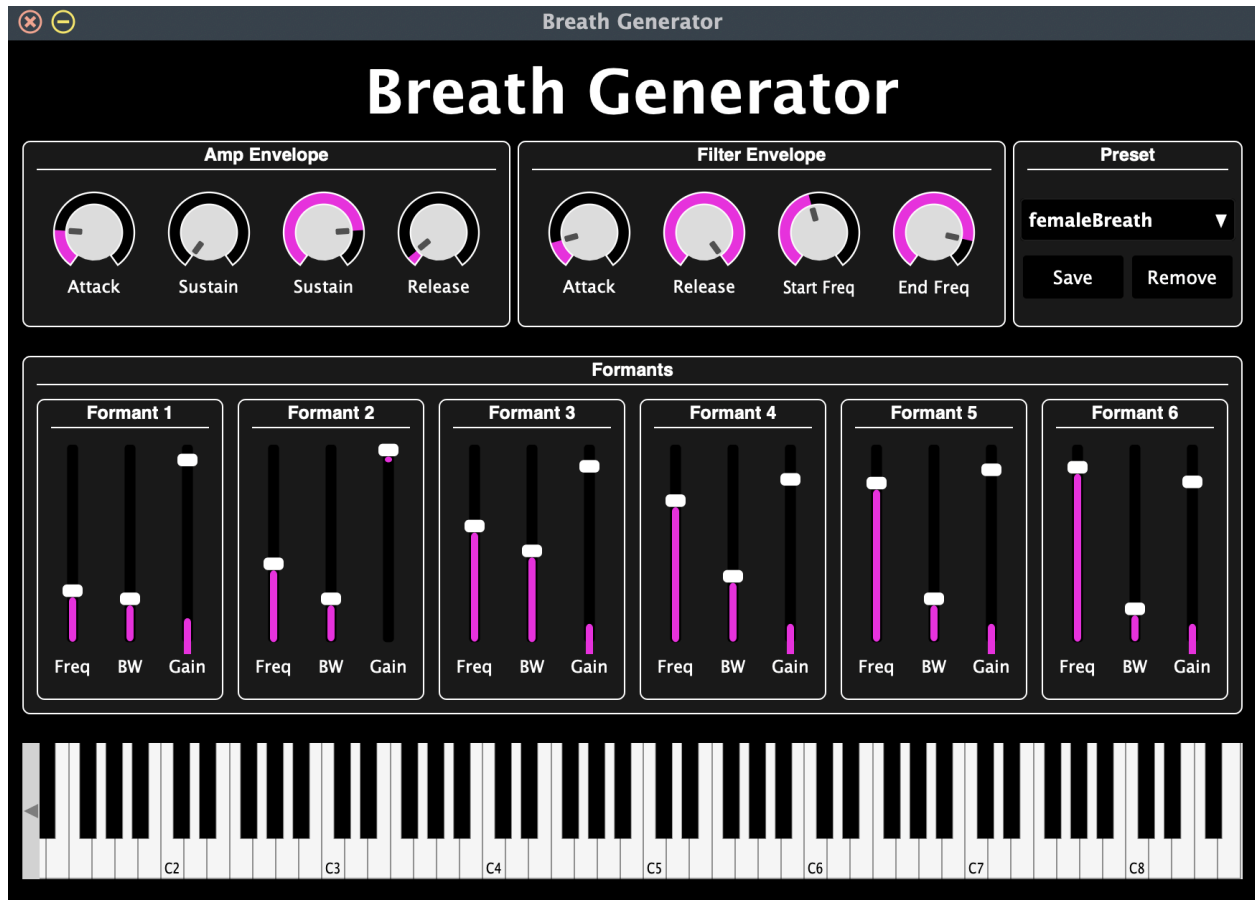 Breath Generator
Breath Generator
Amp Envelope
Attack Sustain Sustain Release
Filter Envelope
Attack Release Start Freq End Freq
Preset
femaleBreath ▼
Save Remove
Formants
Formant 1
Freq BW Gain
Formant 2
Freq BW Gain
Formant 3
Freq BW Gain
Formant 4
Freq BW Gain
Formant 5
Freq BW Gain
Formant 6
Freq BW Gain
C2 C3 C4 C5 C6 C7 C8